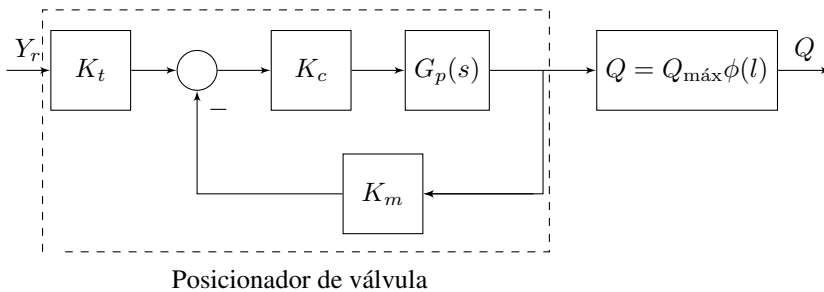 Y_r
K_t
K_c
G_p(s)
Q = Q_máx ϕ(l)
Q
−
K_m
Posicionador de válvula